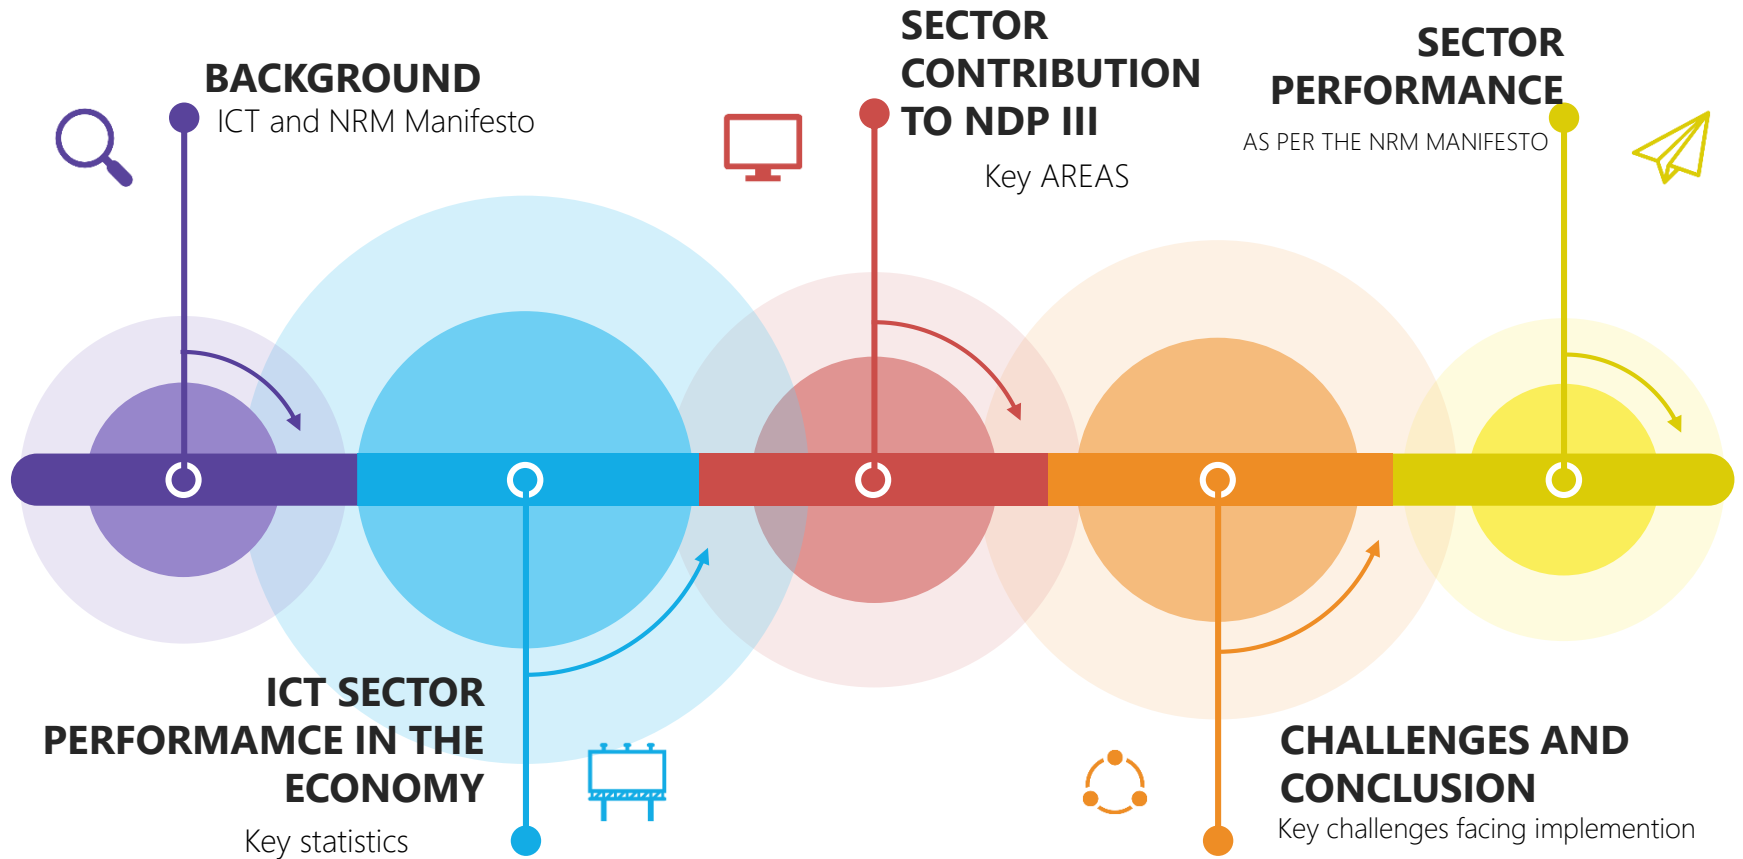 BACKGROUND
ICT and NRM Manifesto
SECTOR
CONTRIBUTION
TO NDP III
Key AREAS
SECTOR
PERFORMANCE
AS PER THE NRM MANIFESTO
ICT SECTOR
PERFORMAMCE IN THE
ECONOMY
Key statistics
CHALLENGES AND
CONCLUSION
Key challenges facing implemention